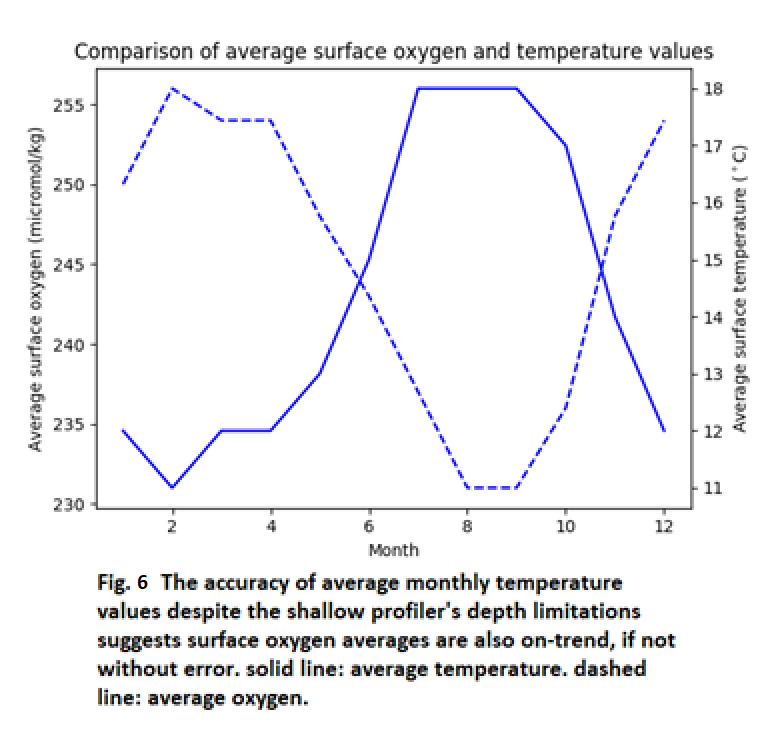 Comparison of average surface oxygen and temperature values
Average surface oxygen (micromol/kg)
255
250
245
240
235
230
18
17
16
15
14
13
12
11
Average surface temperature (°C)
2 4 6 8 10 12
Month
Fig. 6 The accuracy of average monthly temperature
values despite the shallow profiler's depth limitations
suggests surface oxygen averages are also on-trend, if not
without error. solid line: average temperature. dashed
line: average oxygen.